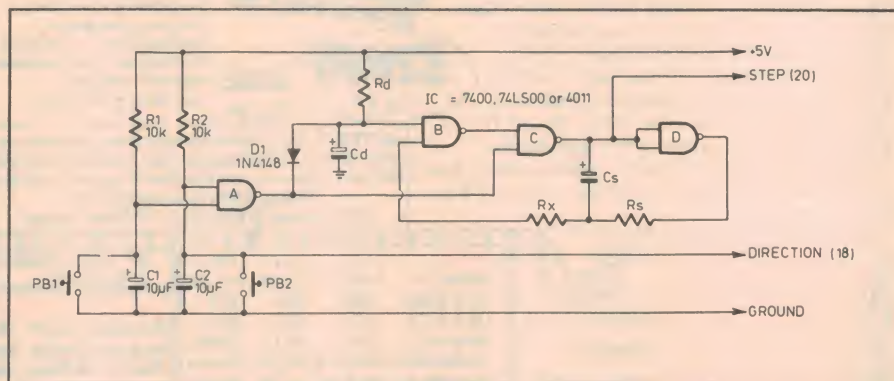 +5V
STEP (20)
IC = 7400, 74LS00 or 4011
Rd
R1
10k
R2
10k
D1
1N4148
Cd
+
A
B
C
D
+
Cs
Rx
Rs
DIRECTION (18)
PB1
+
C1
10µF
+
C2
10µF
PB2
GROUND